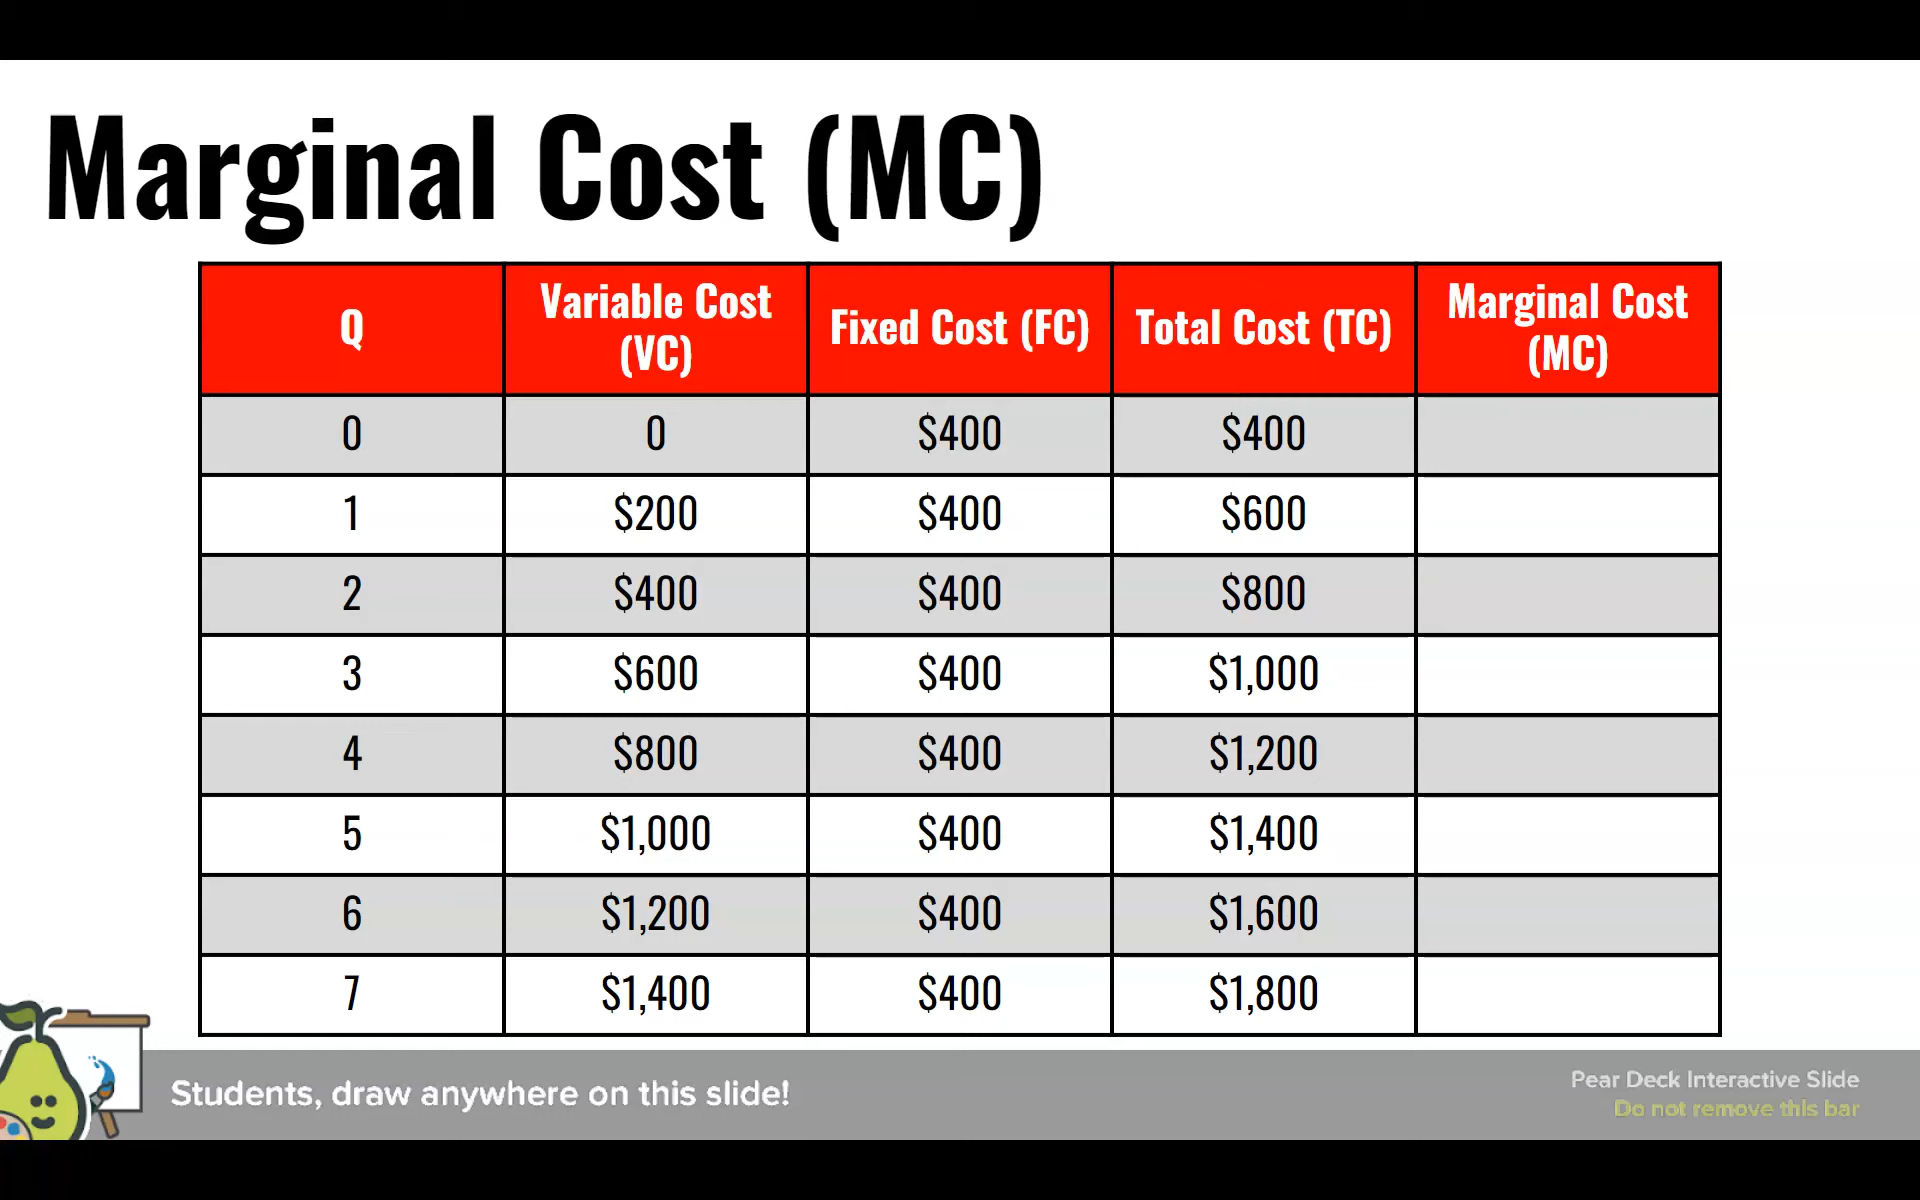 Marginal Cost (MC)
Q
Variable Cost
(VC)
Fixed Cost (FC)
Total Cost (TC)
Marginal Cost
(MC)
0 0 $400 $400
1 $200 $400 $600
2 $400 $400 $800
3 $600 $400 $1,000
4 $800 $400 $1,200
5 $1,000 $400 $1,400
6 $1,200 $400 $1,600
7 $1,400 $400 $1,800
Students, draw anywhere on this slide!
Pear Deck Interactive Slide
Do not remove this bar